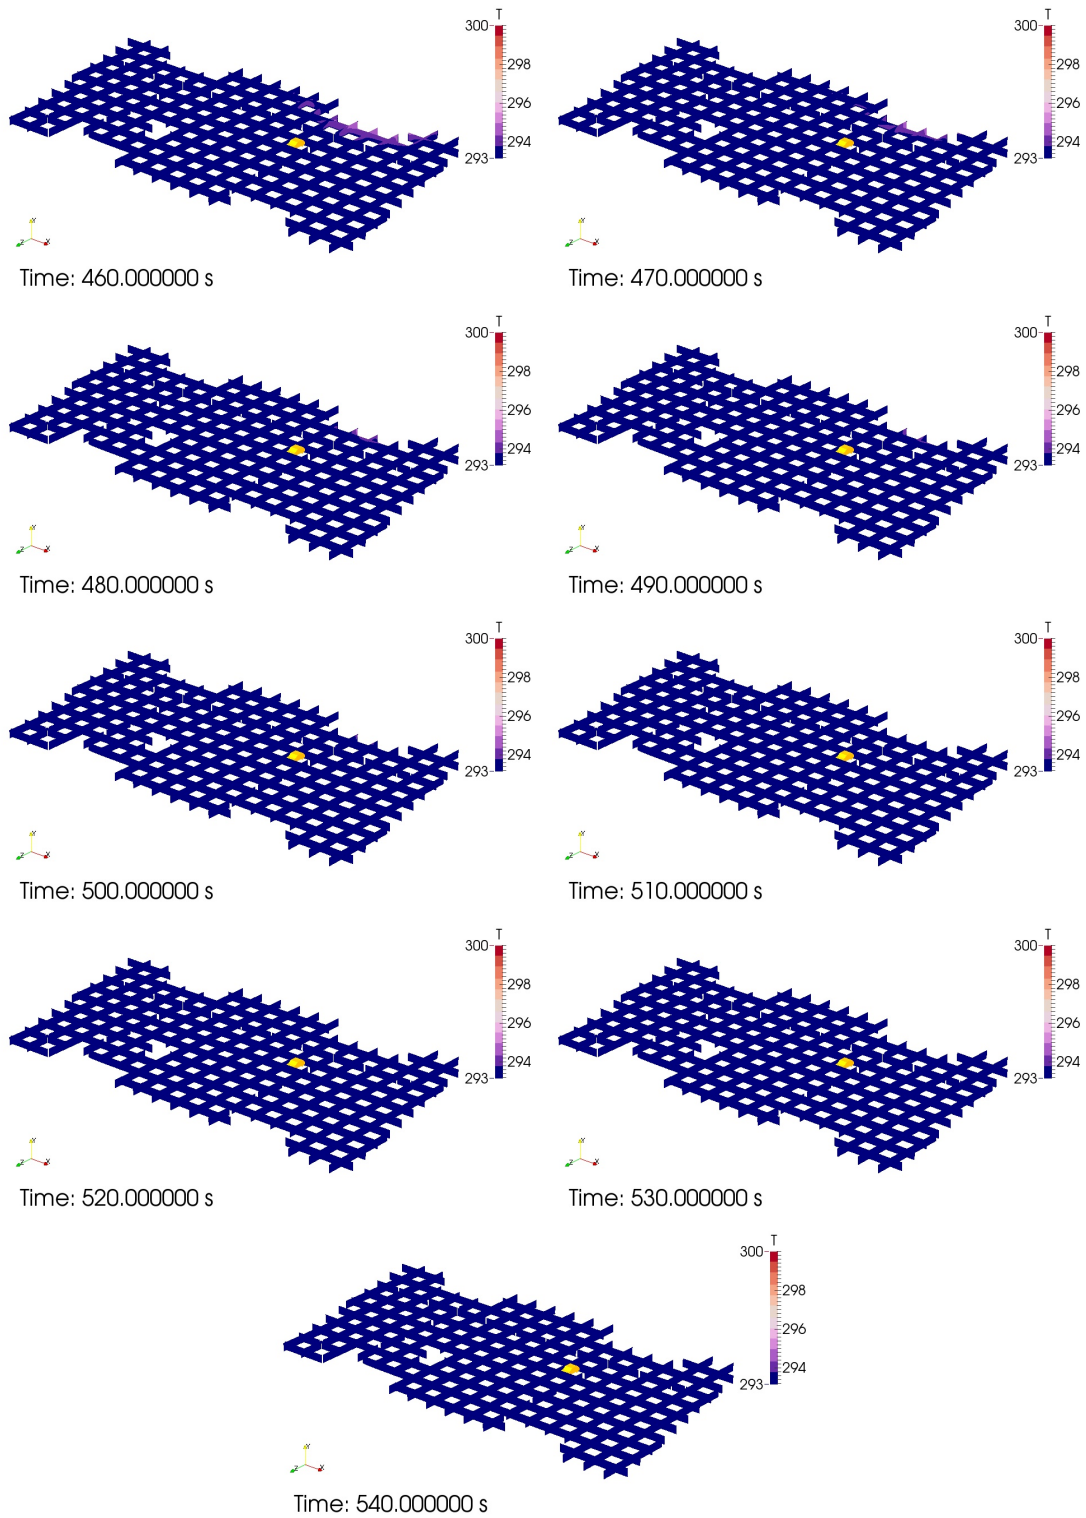 T
300
298
296
294
293
Y
Z
X
Time: 460.000000 s
T
300
298
296
294
293
Y
Z
X
Time: 470.000000 s
T
300
298
296
294
293
Y
Z
X
Time: 480.000000 s
T
300
298
296
294
293
Y
Z
X
Time: 490.000000 s
T
300
298
296
294
293
Y
Z
X
Time: 500.000000 s
T
300
298
296
294
293
Y
Z
X
Time: 510.000000 s
T
300
298
296
294
293
Y
Z
X
Time: 520.000000 s
T
300
298
296
294
293
Y
Z
X
Time: 530.000000 s
T
300
298
296
294
293
Y
Z
X
Time: 540.000000 s